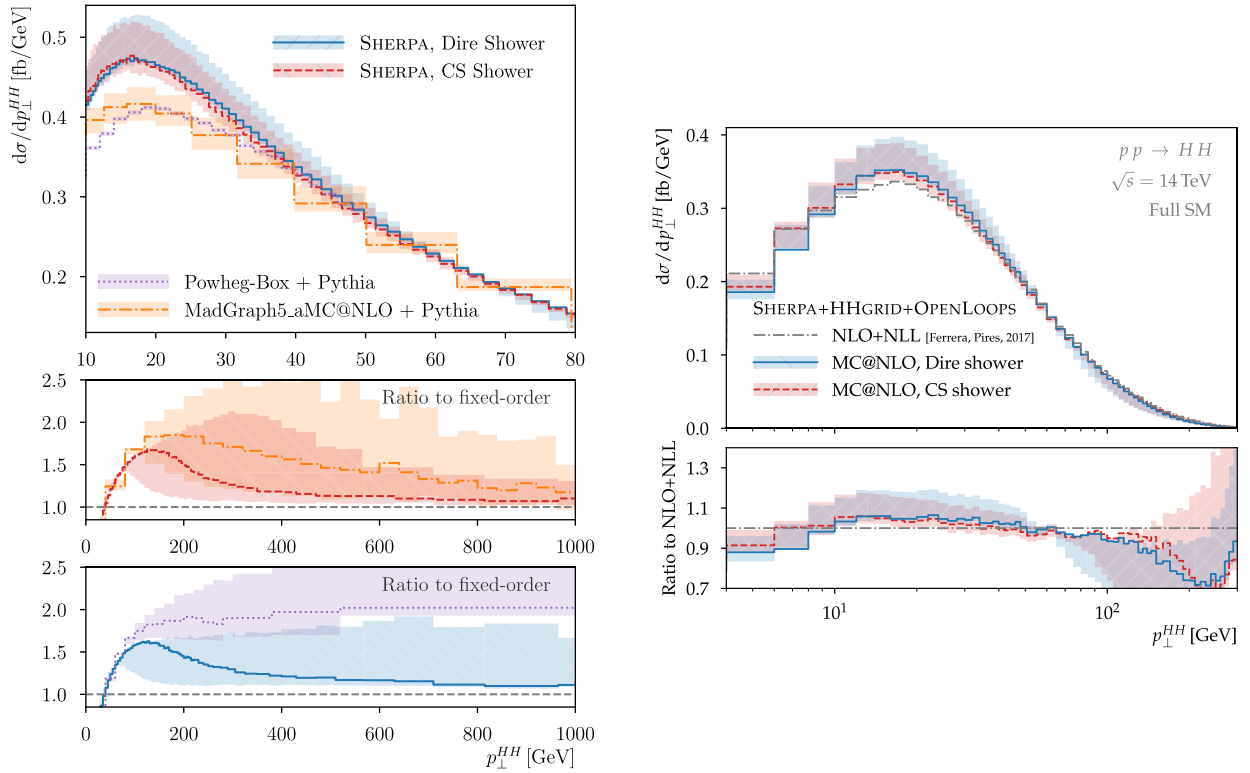 dσ/dp⊥^HH [fb/GeV]
0.5
0.4
0.3
0.2
SHERPA, Dire Shower
SHERPA, CS Shower
Powheg-Box + Pythia
MadGraph5_aMC@NLO + Pythia
10 20 30 40 50 60 70 80
2.5
2.0
1.5
1.0
Ratio to fixed-order
0 200 400 600 800 1000
2.5
2.0
1.5
1.0
Ratio to fixed-order
0 200 400 600 800 1000
p⊥^HH [GeV]
dσ/dp⊥^HH [fb/GeV]
0.4
0.3
0.2
0.1
0.0
p p → H H
√s = 14 TeV
Full SM
SHERPA+HHGRID+OPENLOOPS
NLO+NLL [Ferrera, Pires, 2017]
MC@NLO, Dire shower
MC@NLO, CS shower
Ratio to NLO+NLL
1.3
1.1
0.9
0.7
10^1 10^2
p⊥^HH [GeV]